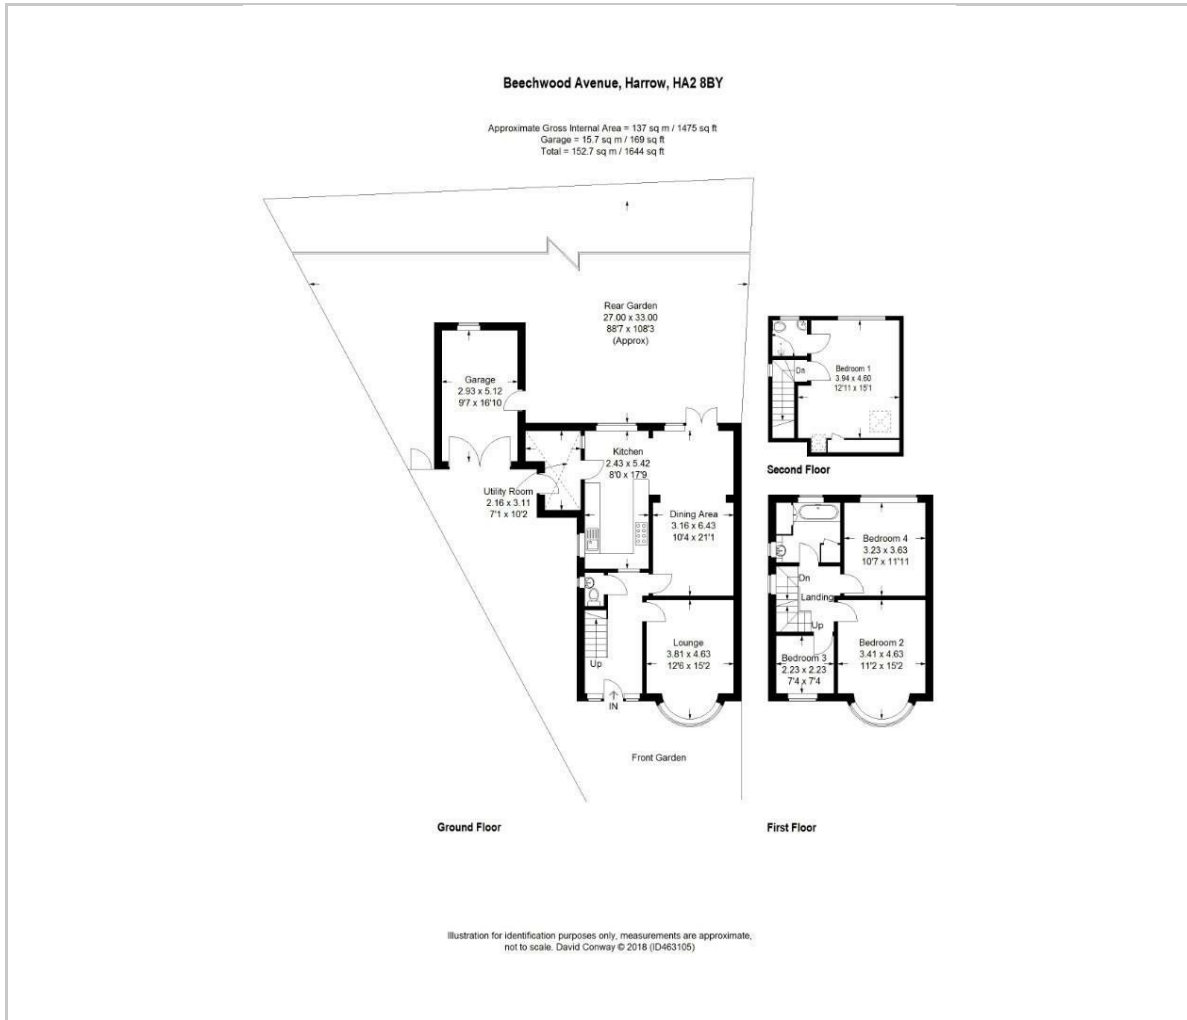 Beechwood Avenue, Harrow, HA2 8BY
Approximate Gross Internal Area = 137 sq m / 1475 sq ft
Garage = 15.7 sq m / 169 sq ft
Total = 152.7 sq m / 1644 sq ft
Rear Garden
27.00 x 33.00
88'7 x 108'3
(Approx)
Garage
2.93 x 5.12
9'7 x 16'10
Kitchen
2.43 x 5.42
8'0 x 17'9
Utility Room
2.16 x 3.11
7'1 x 10'2
Dining Area
3.16 x 6.43
10'4 x 21'1
Lounge
3.81 x 4.63
12'6 x 15'2
Up
IN
Front Garden
Ground Floor
Dn
Bedroom 1
3.94 x 4.60
12'11 x 15'1
Second Floor
Bedroom 4
3.23 x 3.63
10'7 x 11'11
Dn
Landing
Up
Bedroom 2
3.41 x 4.63
11'2 x 15'2
Bedroom 3
2.23 x 2.23
7'4 x 7'4
First Floor
Illustration for identification purposes only, measurements are approximate,
not to scale. David Conway © 2018 (ID463105)